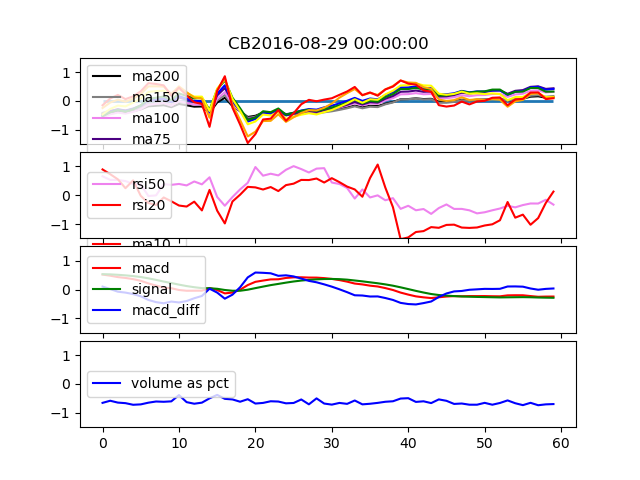 CB2016-08-29 00:00:00
1
0
−1
ma200
ma150
ma100
ma75
1
0
−1
rsi50
rsi20
ma10
1
0
−1
macd
signal
macd_diff
1
0
−1
volume as pct
0 10 20 30 40 50 60